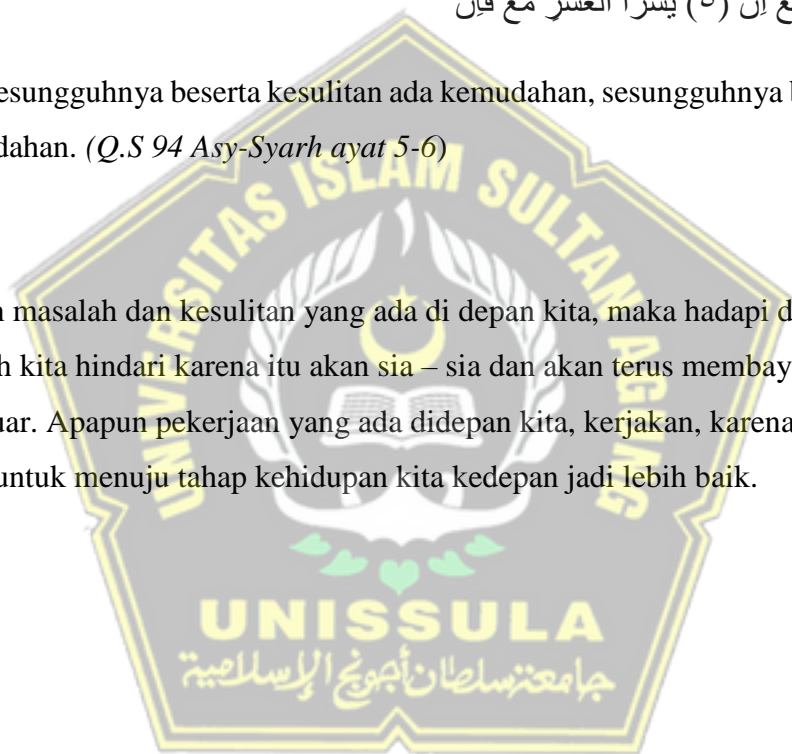 فَاِنَّ مَعَ الْعُسْرِ يُسْرًا (٥) اِنَّ
esungguhnya beserta kesulitan ada kemudahan, sesungguhnya
dahan. (Q.S 94 Asy-Syarh ayat 5-6)
UNIVERSITAS ISLAM SULTAN AGUNG
masalah dan kesulitan yang ada di depan kita, maka hadapi
h kita hindari karena itu akan sia – sia dan akan terus membay
uar. Apapun pekerjaan yang ada didepan kita, kerjakan, karena
untuk menuju tahap kehidupan kita kedepan jadi lebih baik.
UNISSULA
جامعة سلطان أجونج الإسلامية